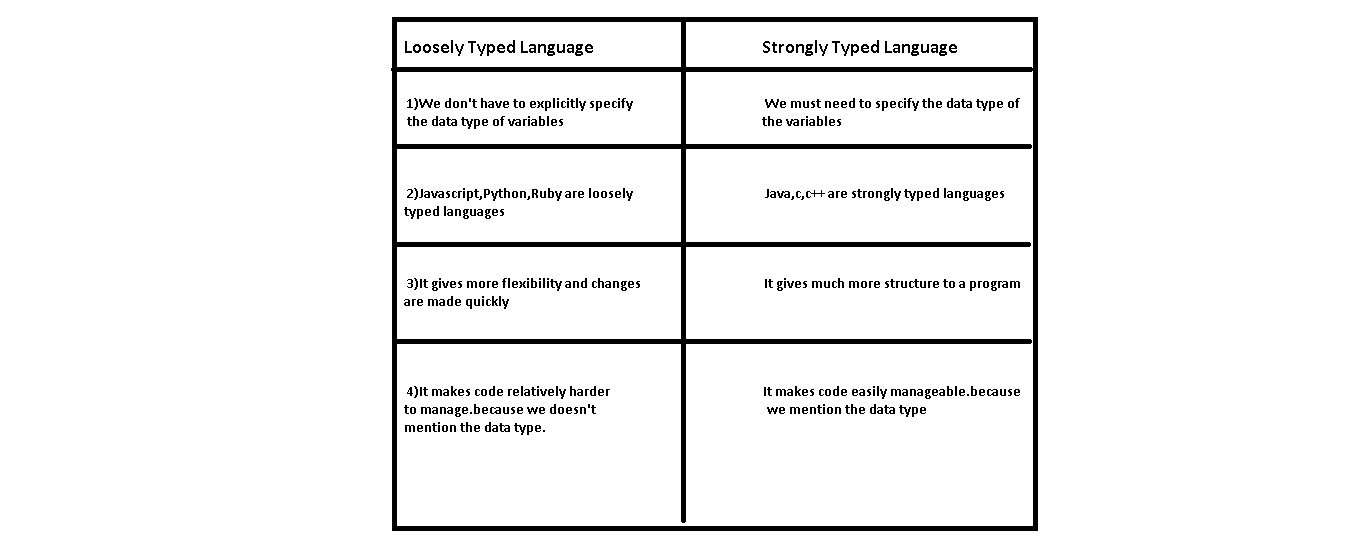 Loosely Typed Language
Strongly Typed Language
1)We don't have to explicitly specify
the data type of variables
We must need to specify the data type of
the variables
2)Javascript,Python,Ruby are loosely
typed languages
Java,c,c++ are strongly typed languages
3)It gives more flexibility and changes
are made quickly
It gives much more structure to a program
4)It makes code relatively harder
to manage.because we doesn't
mention the data type.
It makes code easily manageable.because
we mention the data type